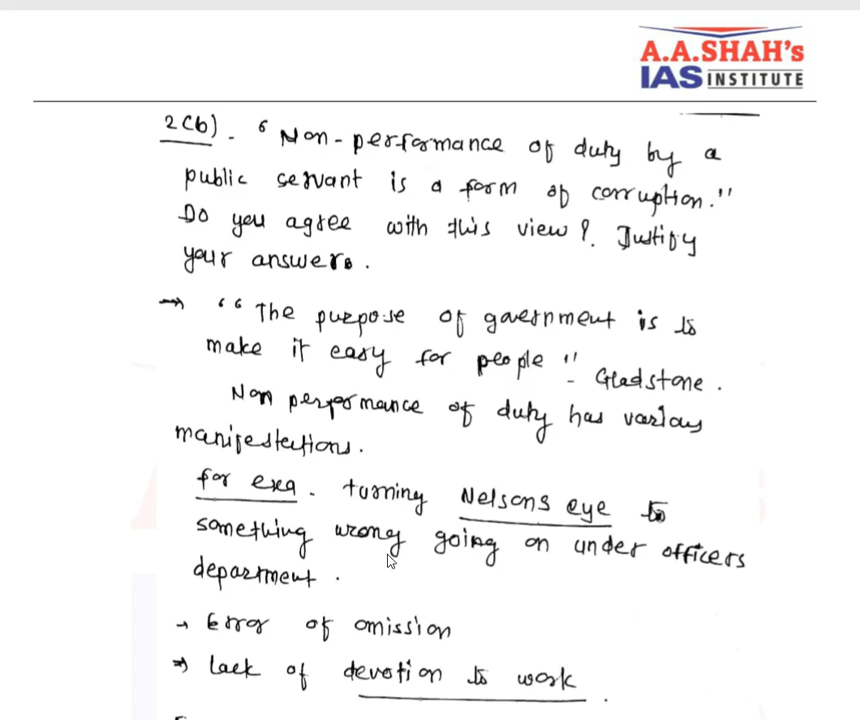 A.A.SHAH's
IAS INSTITUTE
2(b). " Non-performance of duty by a
public servant is a form of corruption."
Do you agree with this view?. Justify
your answers.
→ "The purpose of government is to
make it easy for people" - Gladstone.
Non performance of duty has various
manifestations.
for exa. turning Nelsons eye to
something wrong going on under officers
department.
→ Error of omission
⇒ Lack of devotion to work.